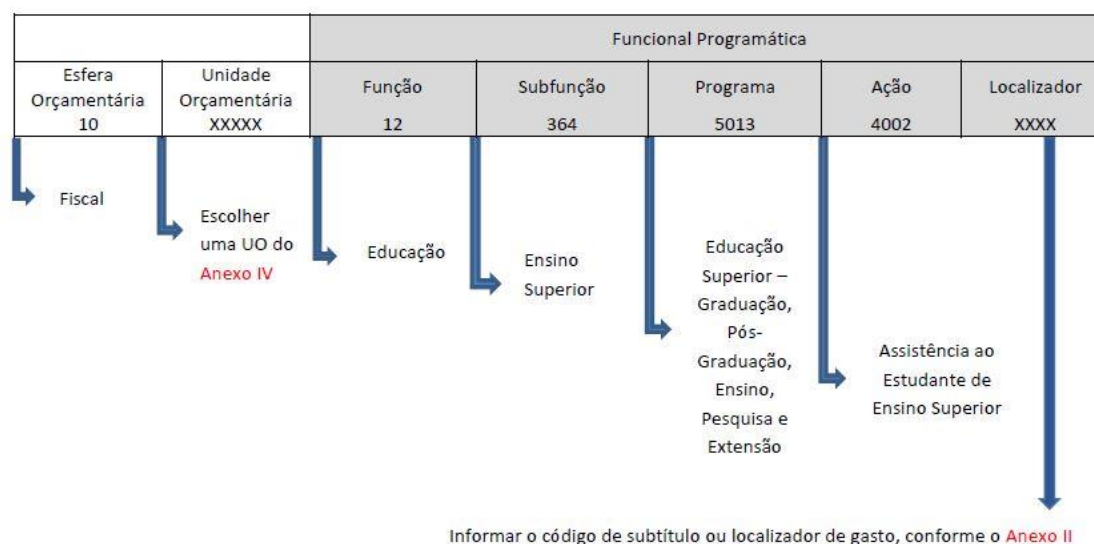 Funcional Programática
Esfera
Orçamentária
10
Unidade
Orçamentária
XXXXX
Função
12
Subfunção
364
Programa
5013
Ação
4002
Localizador
XXXX
Fiscal
Escolher
uma UO do
Anexo IV
Educação
Ensino
Superior
Educação
Superior –
Graduação,
Pós-
Graduação,
Ensino,
Pesquisa e
Extensão
Assistência ao
Estudante de
Ensino Superior
Informar o código de subtítulo ou localizador de gasto, conforme o Anexo II